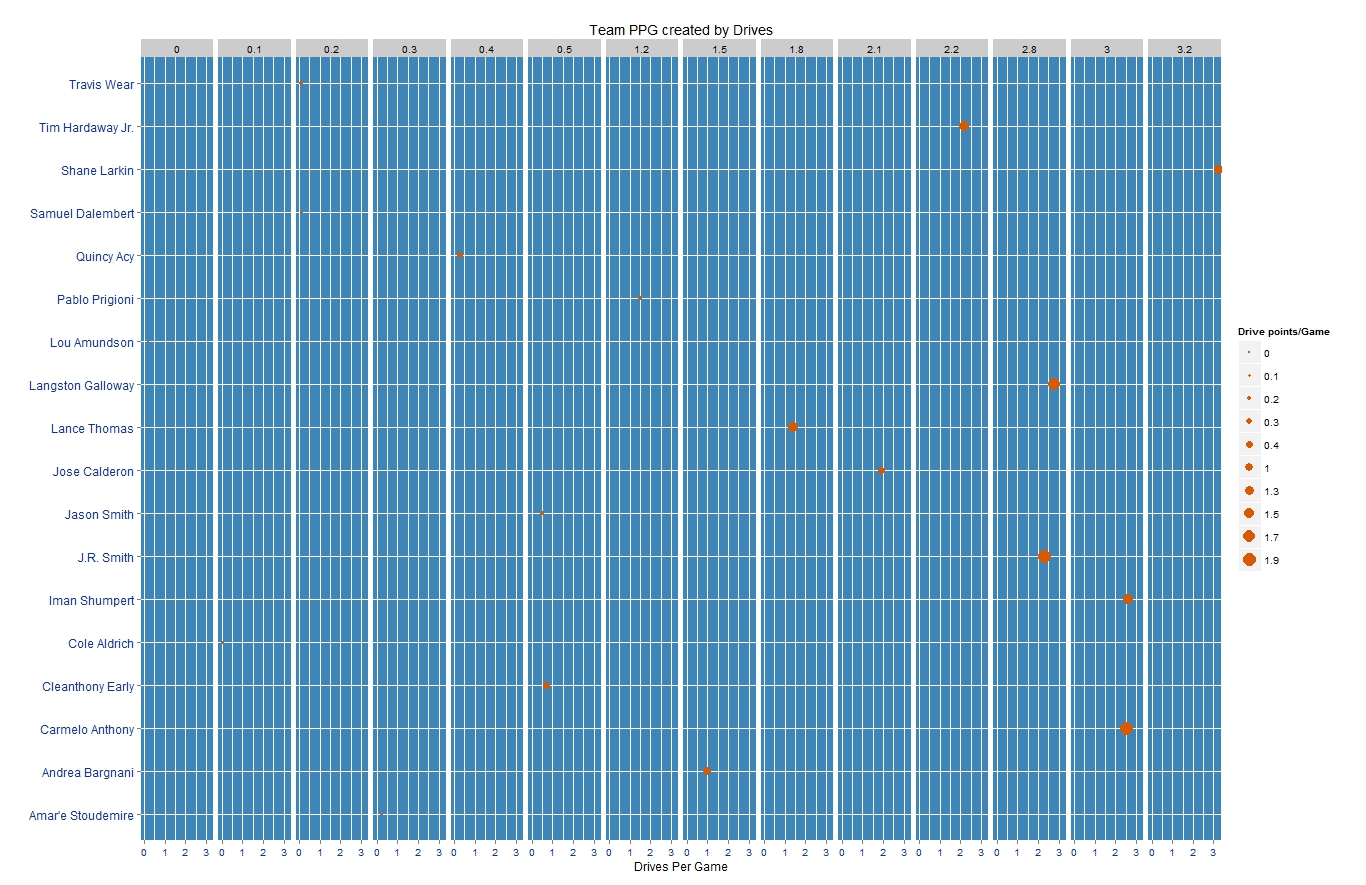 Team PPG created by Drives
0 0.1 0.2 0.3 0.4 0.5 1.2 1.5 1.8 2.1 2.2 2.8 3 3.2
Travis Wear
Tim Hardaway Jr.
Shane Larkin
Samuel Dalembert
Quincy Acy
Pablo Prigioni
Lou Amundson
Langston Galloway
Lance Thomas
Jose Calderon
Jason Smith
J.R. Smith
Iman Shumpert
Cole Aldrich
Cleanthony Early
Carmelo Anthony
Andrea Bargnani
Amar'e Stoudemire
0 1 2 3 0 1 2 3 0 1 2 3 0 1 2 3 0 1 2 3 0 1 2 3 0 1 2 3 0 1 2 3 0 1 2 3 0 1 2 3 0 1 2 3 0 1 2 3 0 1 2 3 0 1 2 3
Drives Per Game
Drive points/Game
0
0.1
0.2
0.3
0.4
1
1.3
1.5
1.7
1.9